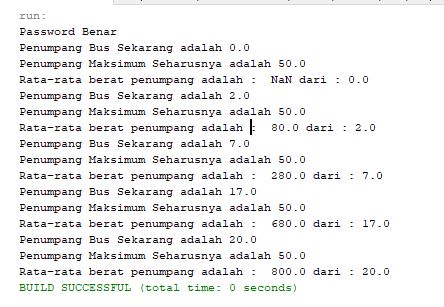 run:
Password Benar
Penumpang Bus Sekarang adalah 0.0
Penumpang Maksimum Seharusnya adalah 50.0
Rata-rata berat penumpang adalah :  NaN dari : 0.0
Penumpang Bus Sekarang adalah 2.0
Penumpang Maksimum Seharusnya adalah 50.0
Rata-rata berat penumpang adalah :  80.0 dari : 2.0
Penumpang Bus Sekarang adalah 7.0
Penumpang Maksimum Seharusnya adalah 50.0
Rata-rata berat penumpang adalah :  280.0 dari : 7.0
Penumpang Bus Sekarang adalah 17.0
Penumpang Maksimum Seharusnya adalah 50.0
Rata-rata berat penumpang adalah :  680.0 dari : 17.0
Penumpang Bus Sekarang adalah 20.0
Penumpang Maksimum Seharusnya adalah 50.0
Rata-rata berat penumpang adalah :  800.0 dari : 20.0
BUILD SUCCESSFUL (total time: 0 seconds)